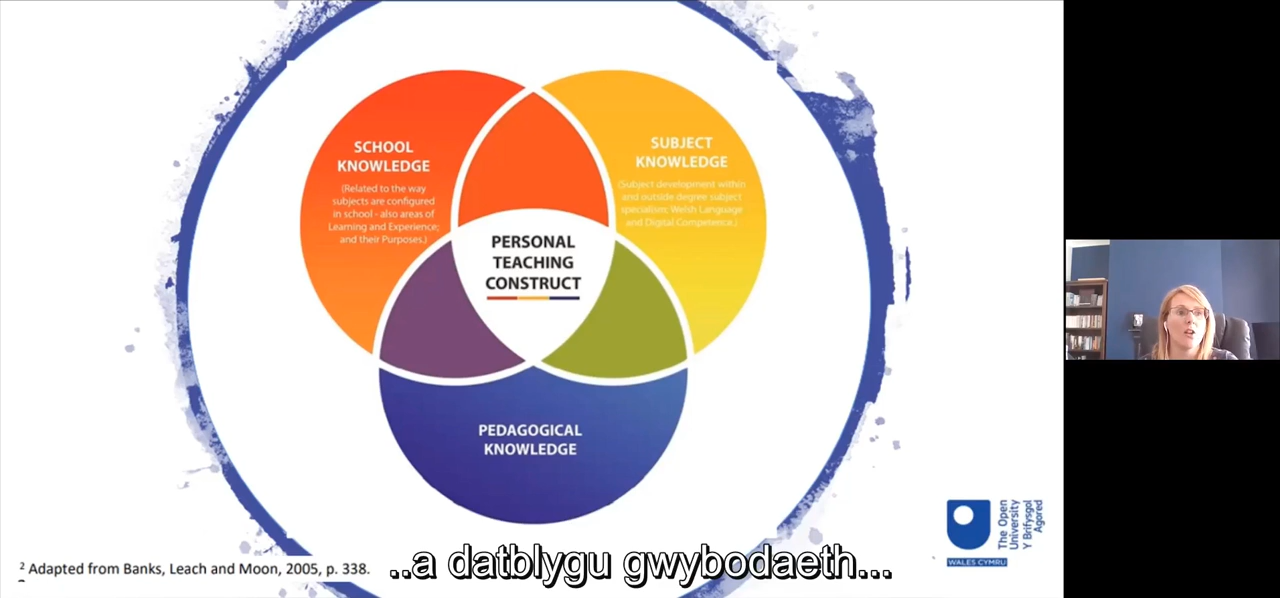 SCHOOL
KNOWLEDGE
(Related to the way
subjects are configured
in school - also areas of
Learning and Experience;
and their Purposes.)
SUBJECT
KNOWLEDGE
(Subject development within
and outside degree subject
specialism; Welsh Language
and Digital Competence.)
PERSONAL
TEACHING
CONSTRUCT
PEDAGOGICAL
KNOWLEDGE
The Open
University
Y Brifysgol
Agored
WALES CYMRU
2 Adapted from Banks, Leach and Moon, 2005, p. 338.
..a datblygu gwybodaeth...